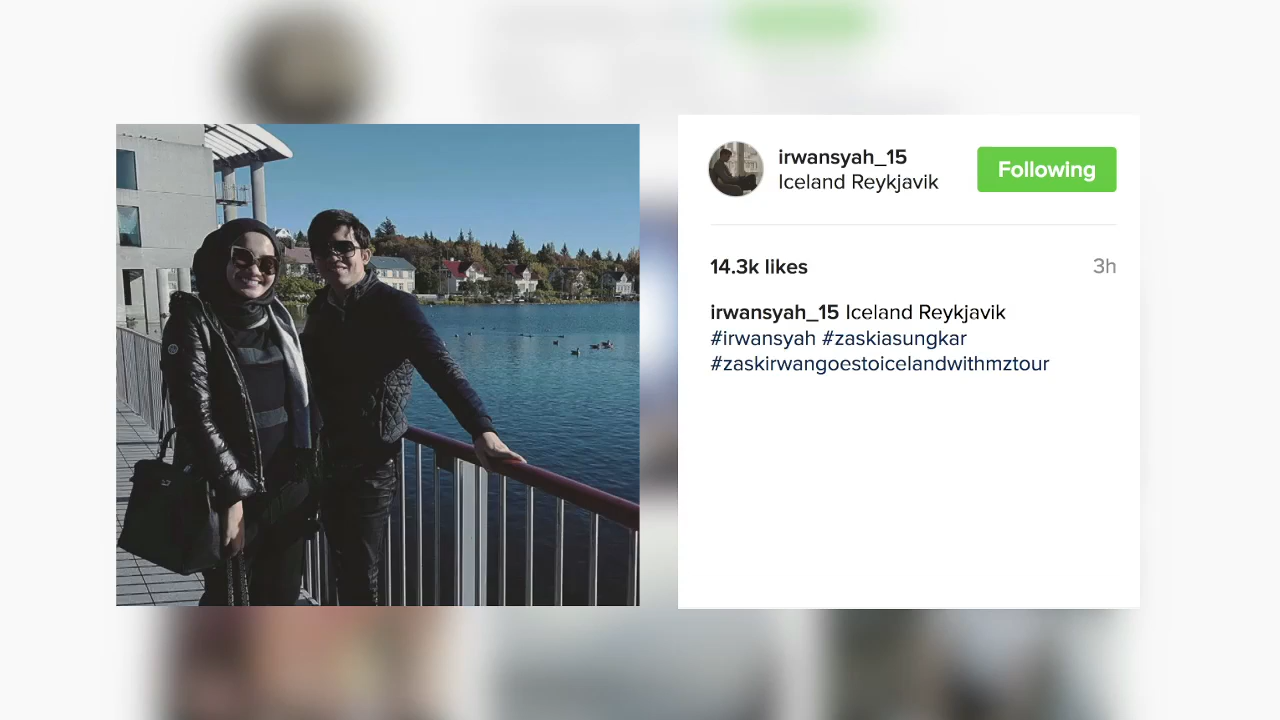 irwansyah_15
Iceland Reykjavik
Following
14.3k likes
3h
irwansyah_15 Iceland Reykjavik
#irwansyah #zaskiasungkar
#zaskirwangoestoicelandwithmztour